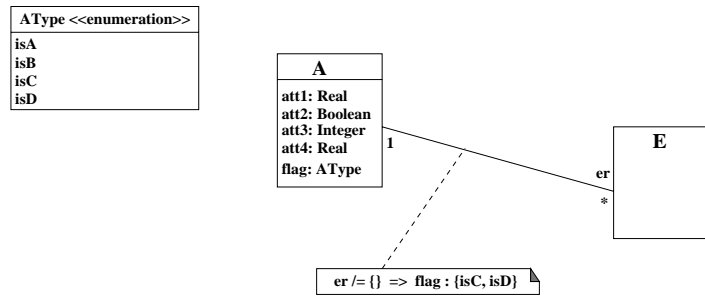 AType <<enumeration>>
isA
isB
isC
isD
A
att1: Real
att2: Boolean
att3: Integer
att4: Real
flag: AType
1
E
er
*
er /= {} => flag : {isC, isD}